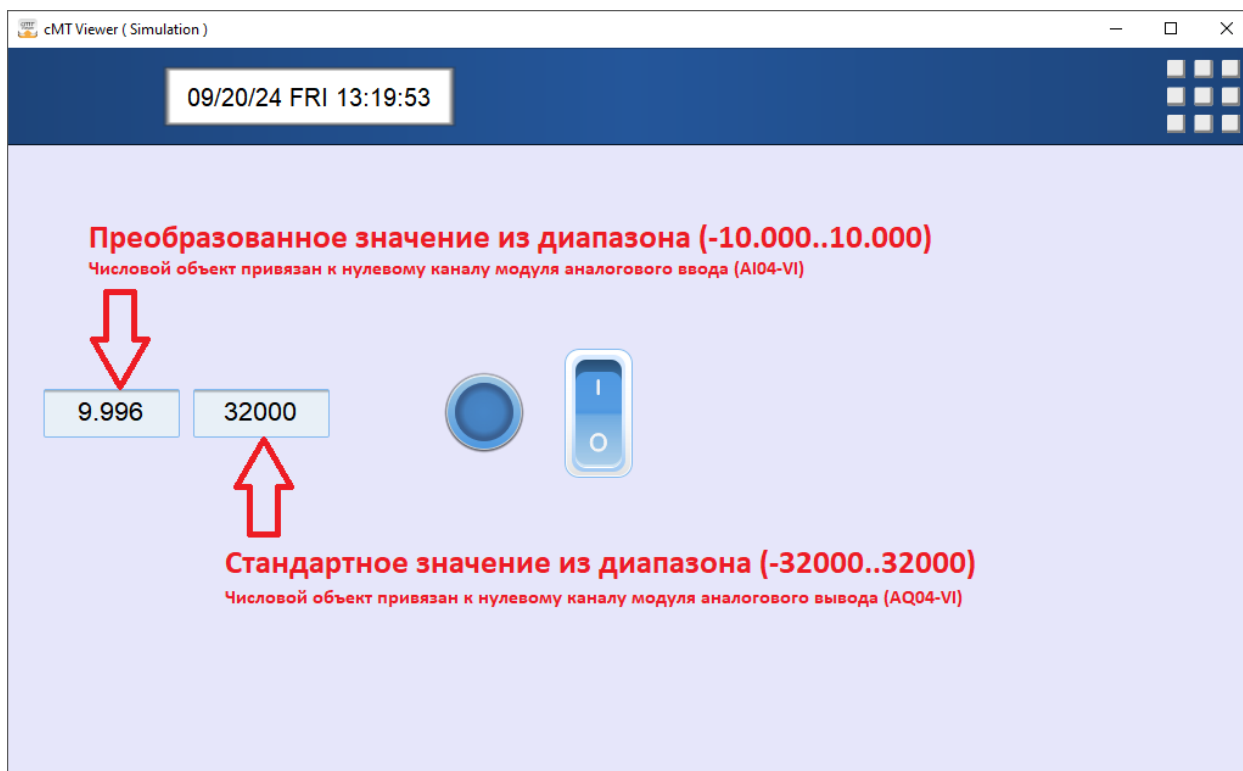 cMT Viewer ( Simulation )
09/20/24 FRI 13:19:53
Преобразованное значение из диапазона (-10.000..10.000)
Числовой объект привязан к нулевому каналу модуля аналогового ввода (AI04-VI)
9.996
32000
I
O
Стандартное значение из диапазона (-32000..32000)
Числовой объект привязан к нулевому каналу модуля аналогового вывода (AQ04-VI)